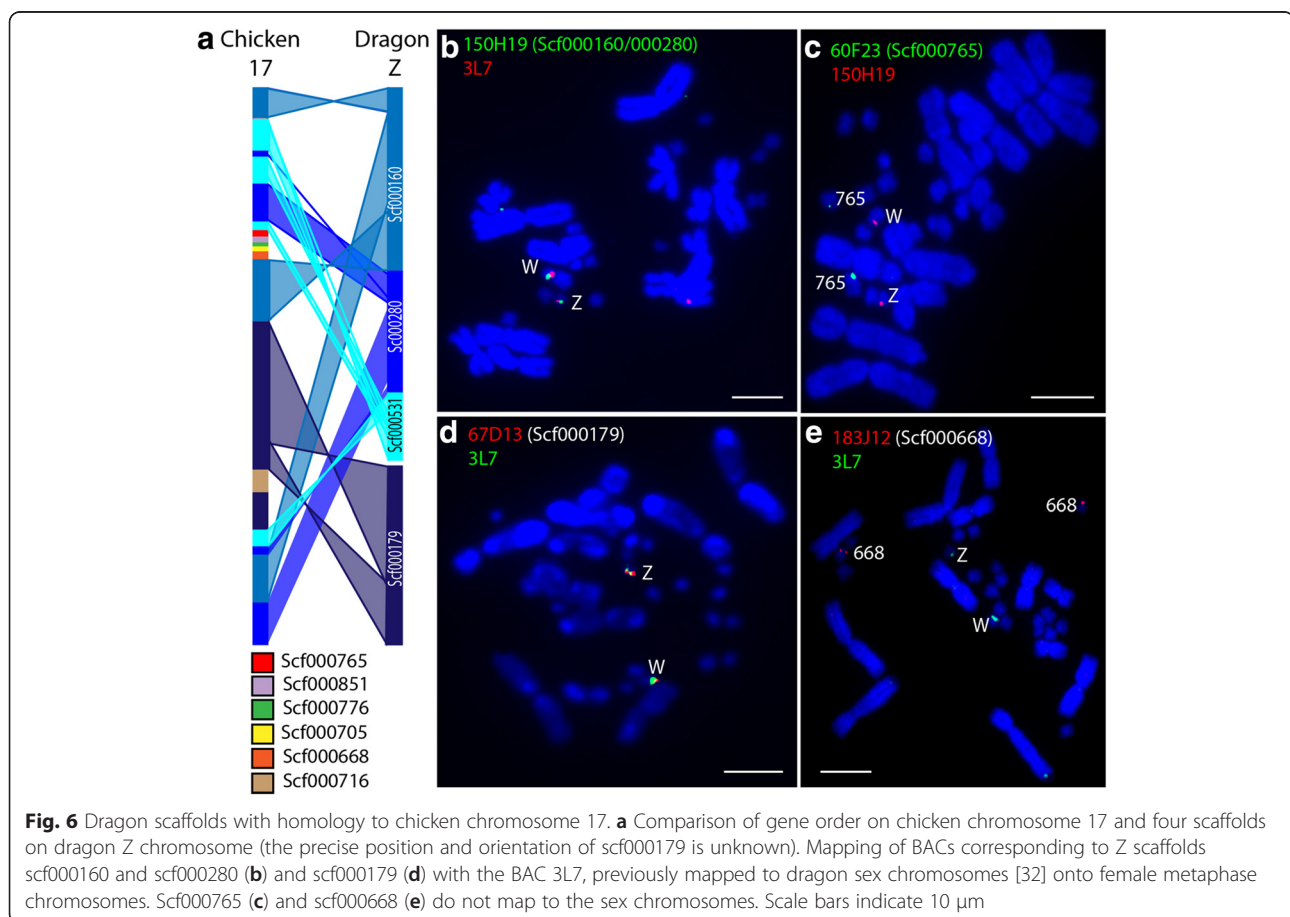 a Chicken Dragon
17 Z
Scf000160
Sc000280
Scf000531
Scf000179
Scf000765
Scf000851
Scf000776
Scf000705
Scf000668
Scf000716
b 150H19 (Scf000160/000280)
3L7
W
Z
c 60F23 (Scf000765)
150H19
765
W
765
Z
d 67D13 (Scf000179)
3L7
Z
W
e 183J12 (Scf000668)
3L7
668
668
Z
W
Fig. 6 Dragon scaffolds with homology to chicken chromosome 17. a Comparison of gene order on chicken chromosome 17 and four scaffolds
on dragon Z chromosome (the precise position and orientation of scf000179 is unknown). Mapping of BACs corresponding to Z scaffolds
scf000160 and scf000280 (b) and scf000179 (d) with the BAC 3L7, previously mapped to dragon sex chromosomes [32] onto female metaphase
chromosomes. Scf000765 (c) and scf000668 (e) do not map to the sex chromosomes. Scale bars indicate 10 μm